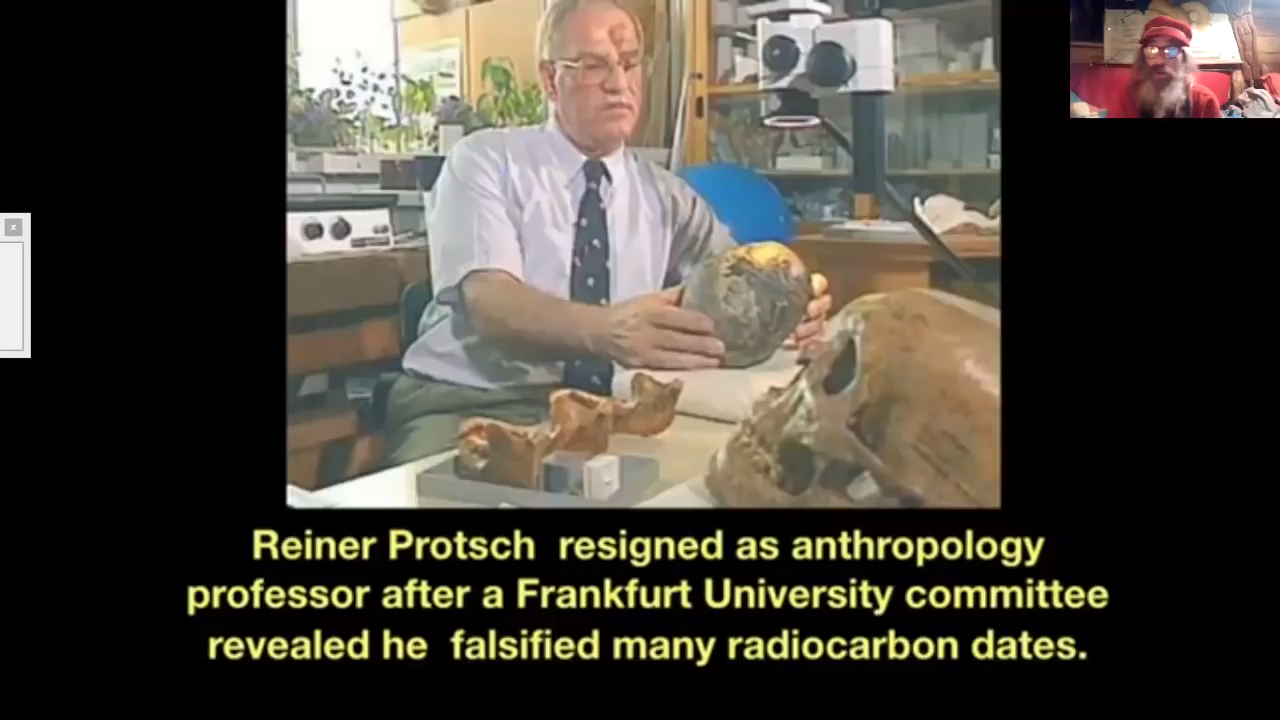 x
Reiner Protsch resigned as anthropology
professor after a Frankfurt University committee
revealed he falsified many radiocarbon dates.